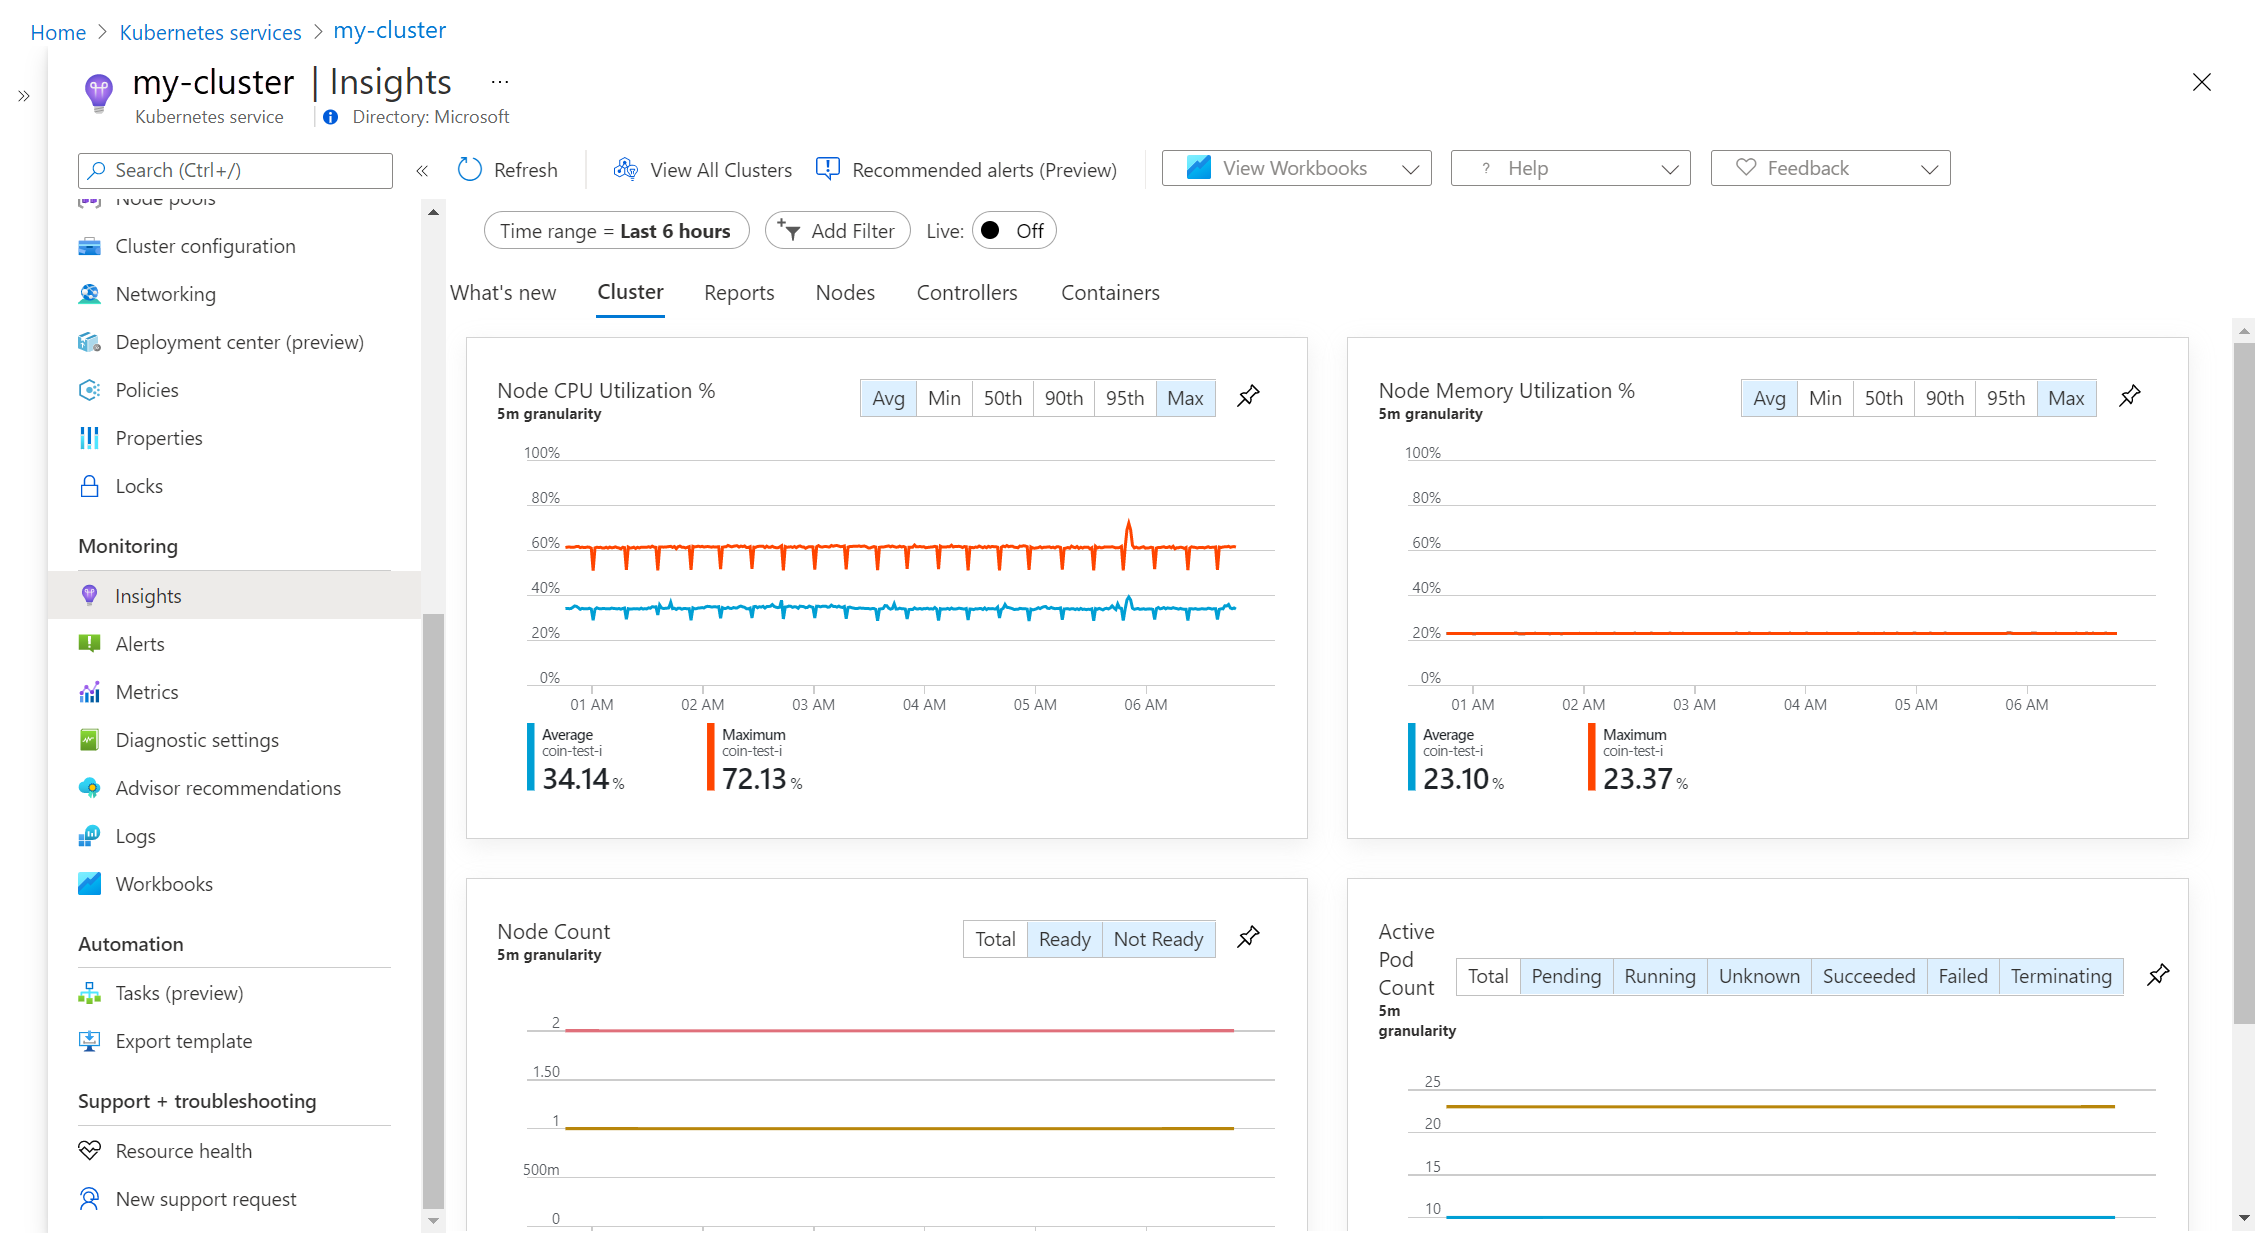 Home > Kubernetes services > my-cluster
my-cluster | Insights ...
Kubernetes service
Directory: Microsoft
Search (Ctrl+/)
Refresh
View All Clusters
Recommended alerts (Preview)
View Workbooks
? Help
Feedback
Node pools
Cluster configuration
Networking
Deployment center (preview)
Policies
Properties
Locks
Monitoring
Insights
Alerts
Metrics
Diagnostic settings
Advisor recommendations
Logs
Workbooks
Automation
Tasks (preview)
Export template
Support + troubleshooting
Resource health
New support request
Time range = Last 6 hours
Add Filter
Live:
Off
What's new
Cluster
Reports
Nodes
Controllers
Containers
Node CPU Utilization %
5m granularity
Avg
Min
50th
90th
95th
Max
100%
80%
60%
40%
20%
0%
01 AM
02 AM
03 AM
04 AM
05 AM
06 AM
Average
coin-test-i
34.14 %
Maximum
coin-test-i
72.13 %
Node Memory Utilization %
5m granularity
Avg
Min
50th
90th
95th
Max
100%
80%
60%
40%
20%
0%
01 AM
02 AM
03 AM
04 AM
05 AM
06 AM
Average
coin-test-i
23.10 %
Maximum
coin-test-i
23.37 %
Node Count
5m granularity
Total
Ready
Not Ready
2
1.50
1
500m
0
Active
Pod
Count
5m
granularity
Total
Pending
Running
Unknown
Succeeded
Failed
Terminating
25
20
15
10